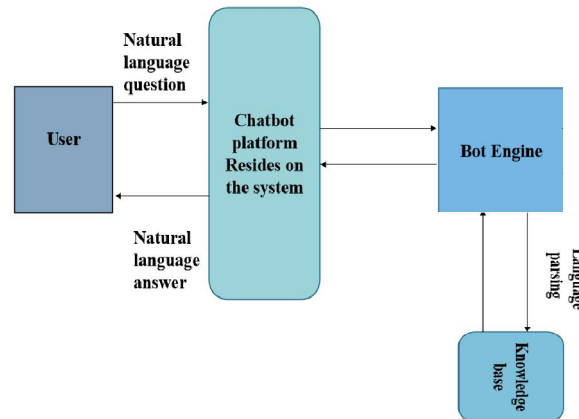 Natural
language
question
User
Chatbot
platform
Resides on
the system
Bot Engine
Natural
language
answer
Language
parsing
Knowledge
base